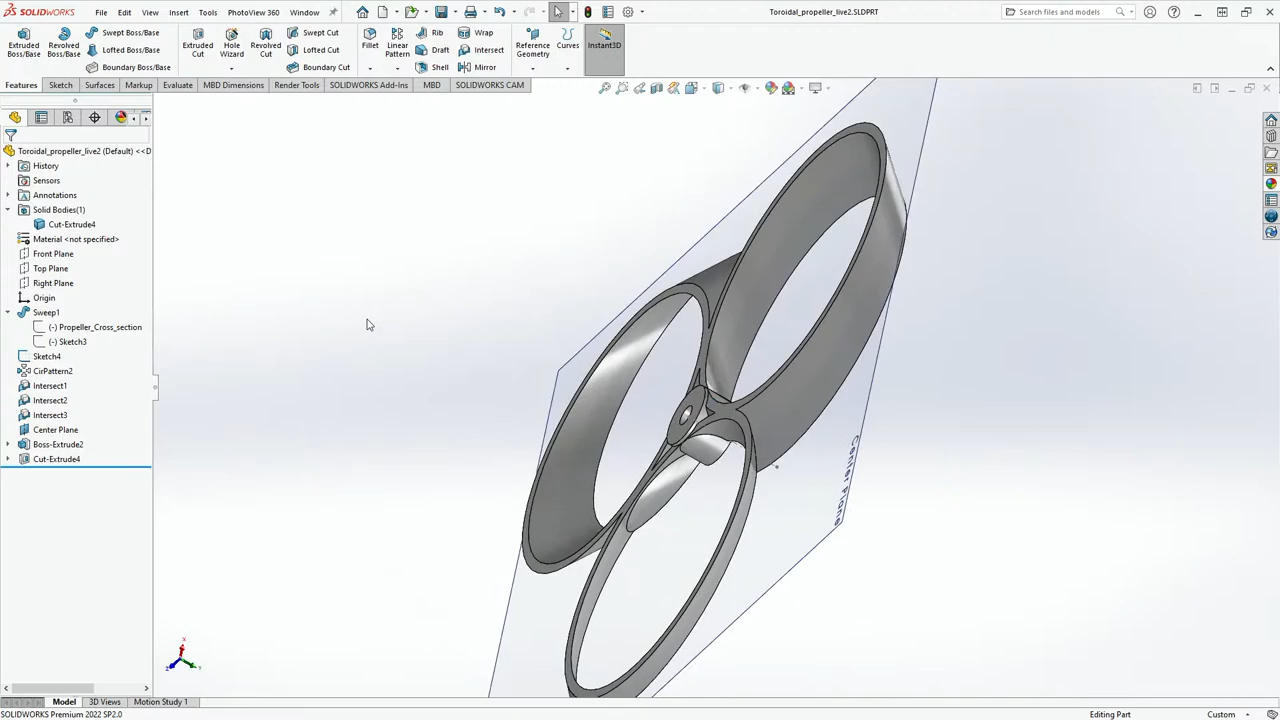 SOLIDWORKS File Edit View Insert Tools PhotoView 360 Window Toroidal_propeller_live2.SLDPRT Search files and models
Extruded Boss/Base Revolved Boss/Base Swept Boss/Base Lofted Boss/Base Boundary Boss/Base
Extruded Cut Hole Wizard Revolved Cut Swept Cut Lofted Cut Boundary Cut
Fillet Linear Pattern Rib Draft Shell Wrap Intersect Mirror
Reference Geometry Curves Instant3D
Features Sketch Surfaces Markup Evaluate MBD Dimensions Render Tools SOLIDWORKS Add-Ins MBD SOLIDWORKS CAM
Toroidal_propeller_live2 (Default) <<D
History
Sensors
Annotations
Solid Bodies(1)
Cut-Extrude4
Material <not specified>
Front Plane
Top Plane
Right Plane
Origin
Sweep1
(-) Propeller_Cross_section
(-) Sketch3
Sketch4
CirPattern2
Intersect1
Intersect2
Intersect3
Center Plane
Boss-Extrude2
Cut-Extrude4
Center Plane
X
Z
Y
Model 3D Views Motion Study 1
SOLIDWORKS Premium 2022 SP2.0 Editing Part Custom